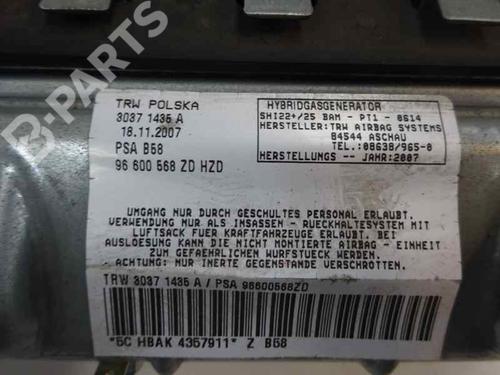 B-PARTS
TRW POLSKA
3037 1435 A
18.11.2007
PSA B58
96 600 568 ZD HZD
HYBRIDGASGENERATOR
SHI22+/25 BAM - PT1 - 0614
HERSTELLER:TRW AIRBAG SYSTEMS
84544 ASCHAU
TEL.:08638/965-0
HERSTELLUNGS -- JAHR:2007
UMGANG NUR DURCH GESCHULTES PERSONAL ERLAUBT.
VERWENDUNG NUR ALS INSASSEN - RUECKHALTESYSTEM MIT
LUFTSACK FUER KRAFTFAHRZEUGE ERLAUBT. BEI
AUSLOESUNG KANN DIE NICHT MONTIERTE AIRBAG - EINHEIT
ZUM GEFAEHRLICHEN WURFSTUECK WERDEN.
ACHTUNG: NUR INERTE GEGENSTANDE VERSCHROTTEN.
TRW 3037 1435 A / PSA 96600568ZD
*5C HBAK 4357911* Z B58